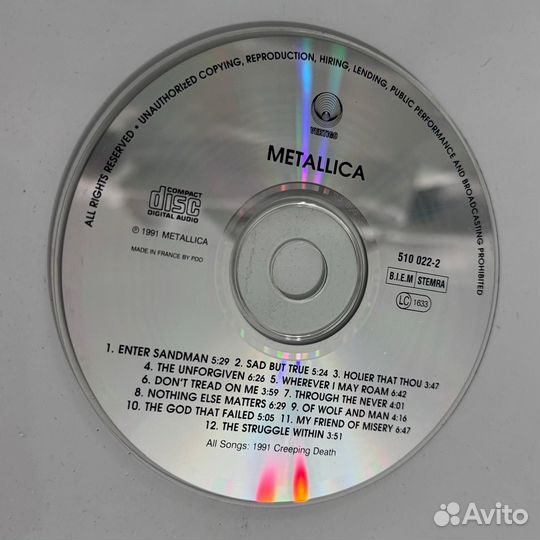 ALL RIGHTS RESERVED • UNAUTHORIzED COPYING, REPRODUCTION, HIRING, LENDING, PUBLIC PERFORMANCE AND BROADCASTING PROHIBITED
VERTIGO
METALLICA
COMPACT
disc
DIGITAL AUDIO
℗ 1991 METALLICA
MADE IN FRANCE BY PDO
510 022-2
B.I.E.M STEMRA
LC 1633
1. ENTER SANDMAN 5:29 2. SAD BUT TRUE 5:24 3. HOLIER THAT THOU 3:47
4. THE UNFORGIVEN 6:26 5. WHEREVER I MAY ROAM 6:42
6. DON'T TREAD ON ME 3:59 7. THROUGH THE NEVER 4:01
8. NOTHING ELSE MATTERS 6:29 9. OF WOLF AND MAN 4:16
10. THE GOD THAT FAILED 5:05 11. MY FRIEND OF MISERY 6:47
12. THE STRUGGLE WITHIN 3:51
All Songs: 1991 Creeping Death
Avito